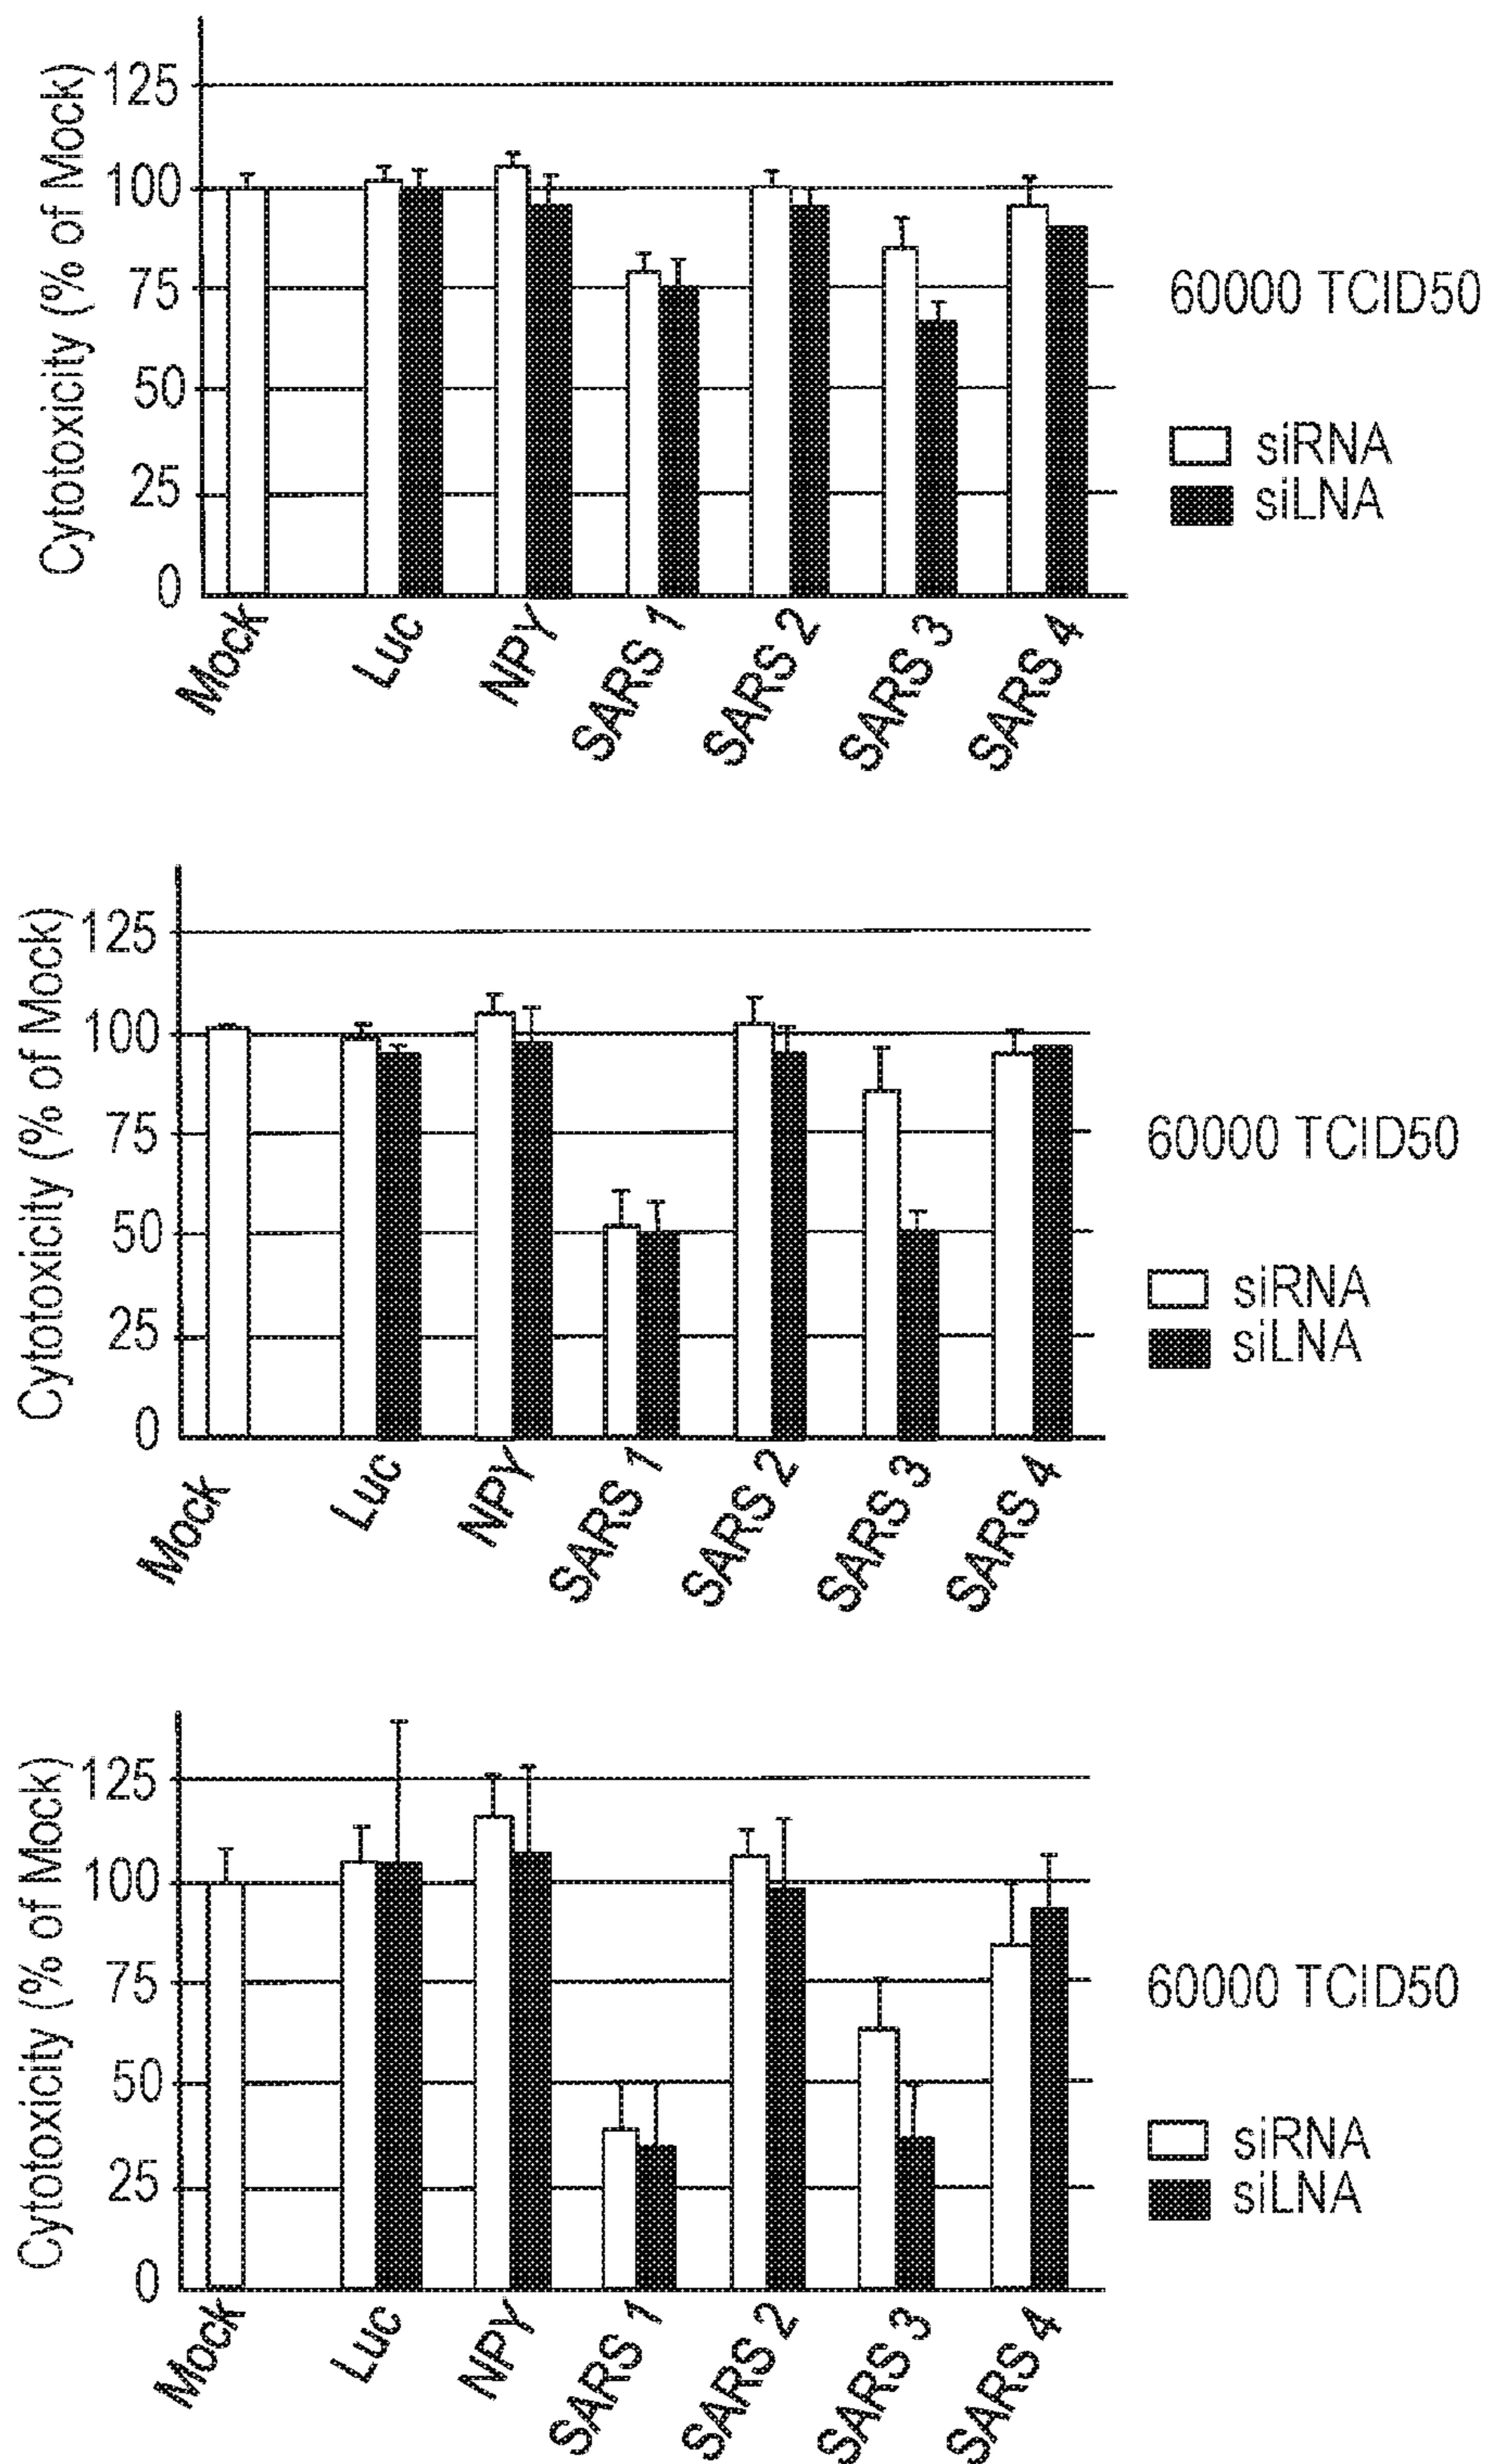 Cytotoxicity (% of Mock)
125
100
75
50
25
0
Mock
Luc
NPY
SARS 1
SARS 2
SARS 3
SARS 4
60000 TCID50
siRNA
siLNA
Cytotoxicity (% of Mock)
125
100
75
50
25
0
Mock
Luc
NPY
SARS 1
SARS 2
SARS 3
SARS 4
60000 TCID50
siRNA
siLNA
Cytotoxicity (% of Mock)
125
100
75
50
25
0
Mock
Luc
NPY
SARS 1
SARS 2
SARS 3
SARS 4
60000 TCID50
siRNA
siLNA